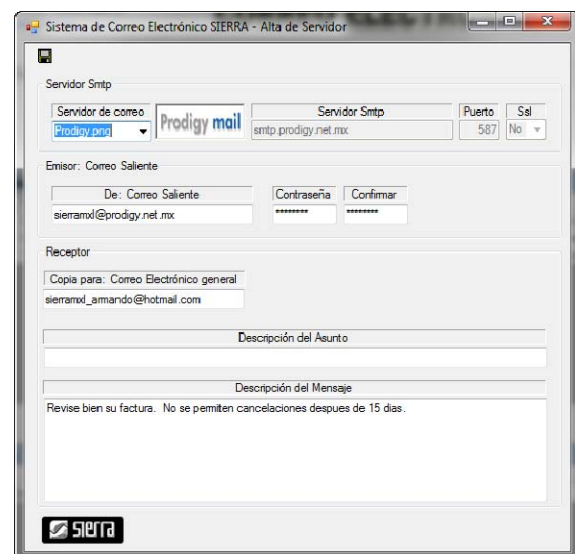 Sistema de Correo Electrónico SIERRA - Alta de Servidor
Servidor Smtp
Servidor de correo
Servidor Smtp
Puerto
Ssl
Prodigy.png
Prodigy mail
smtp.prodigy.net.mx
587
No
Emisor: Correo Saliente
De: Correo Saliente
Contraseña
Confirmar
sierramxl@prodigy.net.mx
********
********
Receptor
Copia para: Correo Electrónico general
sierramxl_armando@hotmail.com
Descripción del Asunto
Descripción del Mensaje
Revise bien su factura. No se permiten cancelaciones despues de 15 dias.
sierra